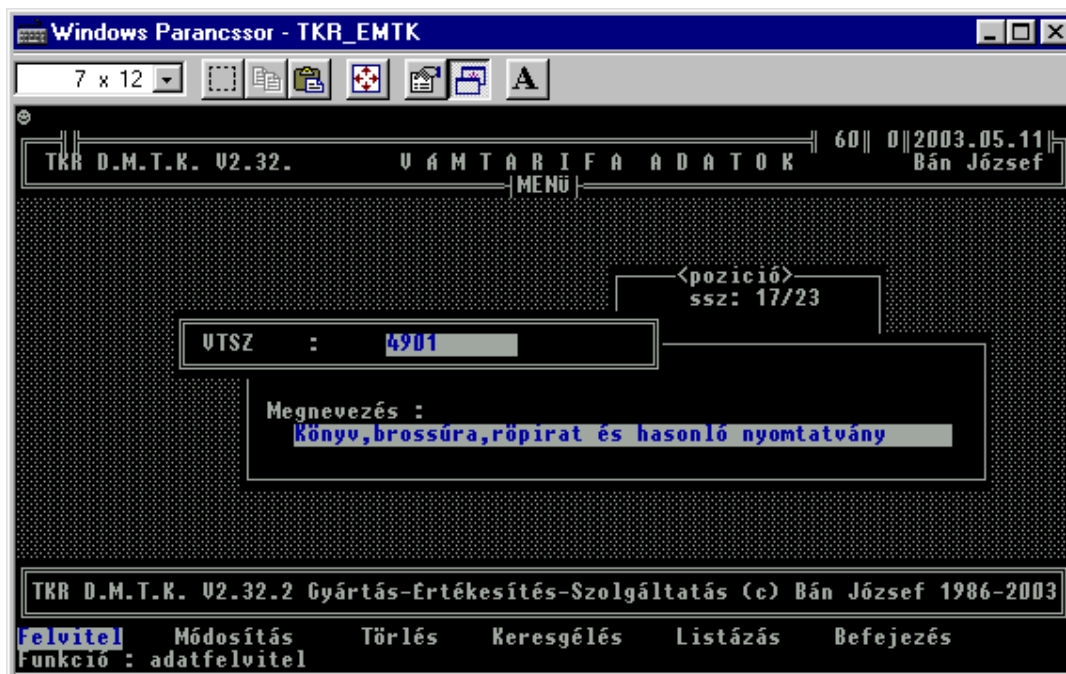 Windows Parancssor - TKR_EMTK
7 x 12
A
60 0 2003.05.11
TKR D.M.T.K. V2.32. V á M T A R I F A A D A T O K Bán József
MENÜ
<pozició>
ssz: 17/23
VTSZ : 4901
Megnevezés :
Könyv,brossúra,röpirat és hasonló nyomtatvány
TKR D.M.T.K. V2.32.2 Gyártás-Értékesítés-Szolgáltatás (c) Bán József 1986-2003
Felvitel Módosítás Törlés Keresgélés Listázás Befejezés
Funkció : adatfelvitel